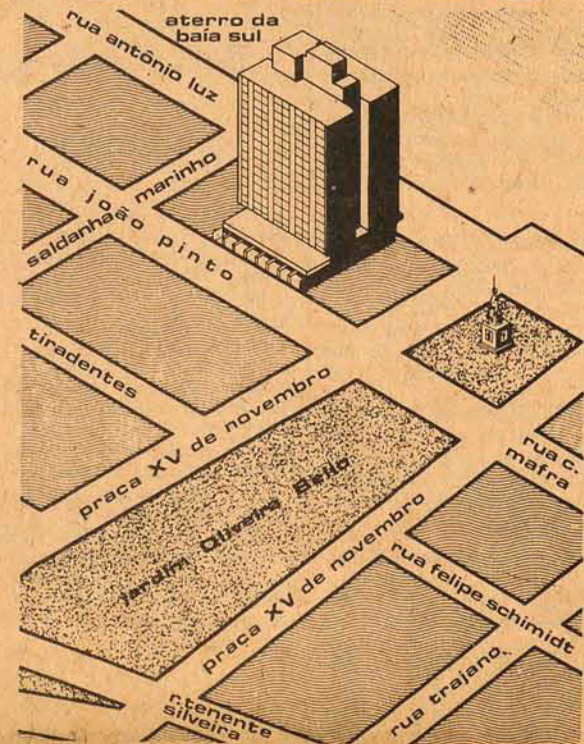 aterro da
baía sul
rua antônio luz
saldanha marinho
rua joão pinto
tiradentes
praça XV de novembro
jardim Oliveira Bello
rua c.
mafra
praça XV de novembro
rua felipe schimidt
rua trajano
r. tenente
silveira